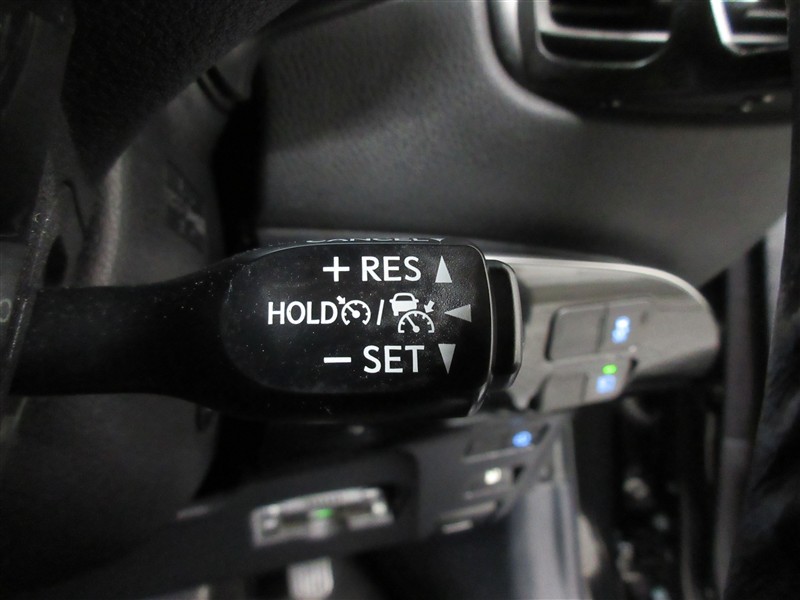 + RES
HOLD /
− SET